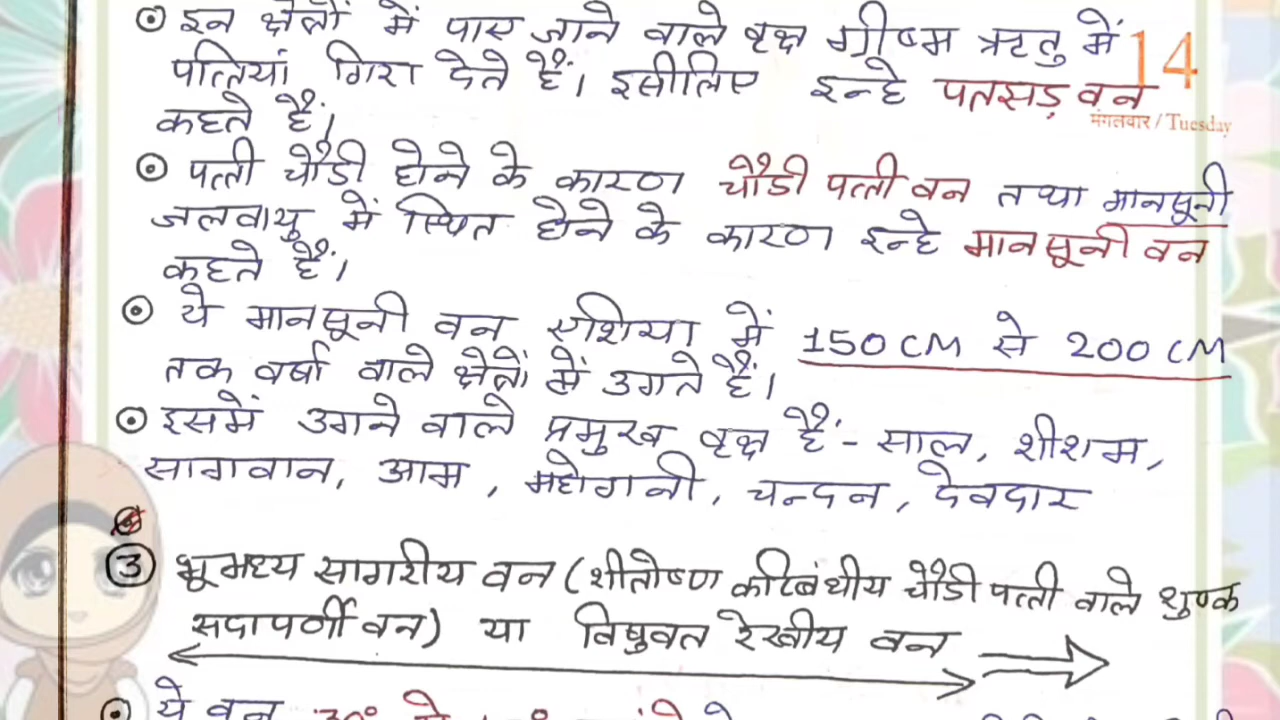 इन क्षेत्रों में पाए जाने वाले वृक्ष ग्रीष्म ऋतु में
14
पत्तियां गिरा देते हैं। इसीलिए इन्हे पतझड़ वन
मंगलवार / Tuesday
कहते हैं।
पत्ती चौड़ी होने के कारण चौड़ी पत्ती वन तथा मानसूनी
जलवायु में स्थित होने के कारण इन्हे मानसूनी वन
कहते हैं।
ये मानसूनी वन एशिया में 150 CM से 200 CM
तक वर्षा वाले क्षेत्रों में उगते हैं।
इसमें उगने वाले प्रमुख वृक्ष हैं - साल, शीशम,
सागवान, आम, महोगनी, चन्दन, देवदार
3 भूमध्य सागरीय वन (शीतोष्ण कटिबंधीय चौड़ी पत्ती वाले शुष्क
सदापर्णी वन) या विषुवत रेखीय वन
ये वन 30°